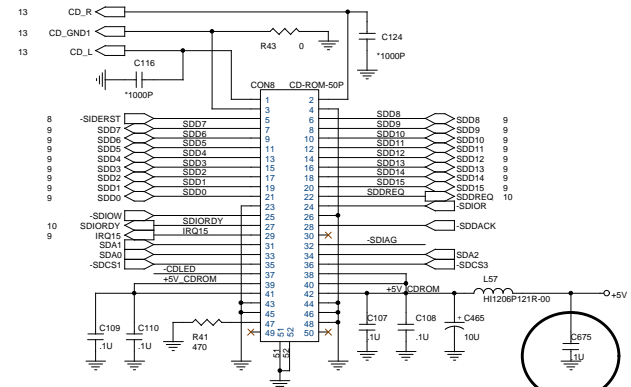 13 CD_R
13 CD_GND1
13 CD_L
R43 0
C124
*1000P
C116
*1000P
CON8 CD-ROM-50P
1 2
3 4
8 -SIDERST 5 6 SDD8 SDD8 9
9 SDD7 SDD7 7 8 SDD9 SDD9 9
9 SDD6 SDD6 9 10 SDD10 SDD10 9
9 SDD5 SDD5 11 12 SDD11 SDD11 9
9 SDD4 SDD4 13 14 SDD12 SDD12 9
9 SDD3 SDD3 15 16 SDD13 SDD13 9
9 SDD2 SDD2 17 18 SDD14 SDD14 9
9 SDD1 SDD1 19 20 SDD15 SDD15 9
9 SDD0 SDD0 21 22 SDDREQ SDDREQ 10
23 24 -SDIOR
-SDIOW 25 26
10 SDIORDY SDIORDY 27 28 -SDDACK
9 IRQ15 IRQ15 29 30
SDA1 31 32 -SDIAG
SDA0 33 34 SDA2
-SDCS1 35 36 -SDCS3
-CDLED 37 38
+5V_CDROM 39 40
41 42 +5V_CDROM
L57
HI1206P121R-00
+5V
43 44
45 46
47 48
49 50
51 52
51 52
C109
.1U
C110
.1U
R41
470
C107
.1U
C108
.1U
+ C465
10U
C675
.1U